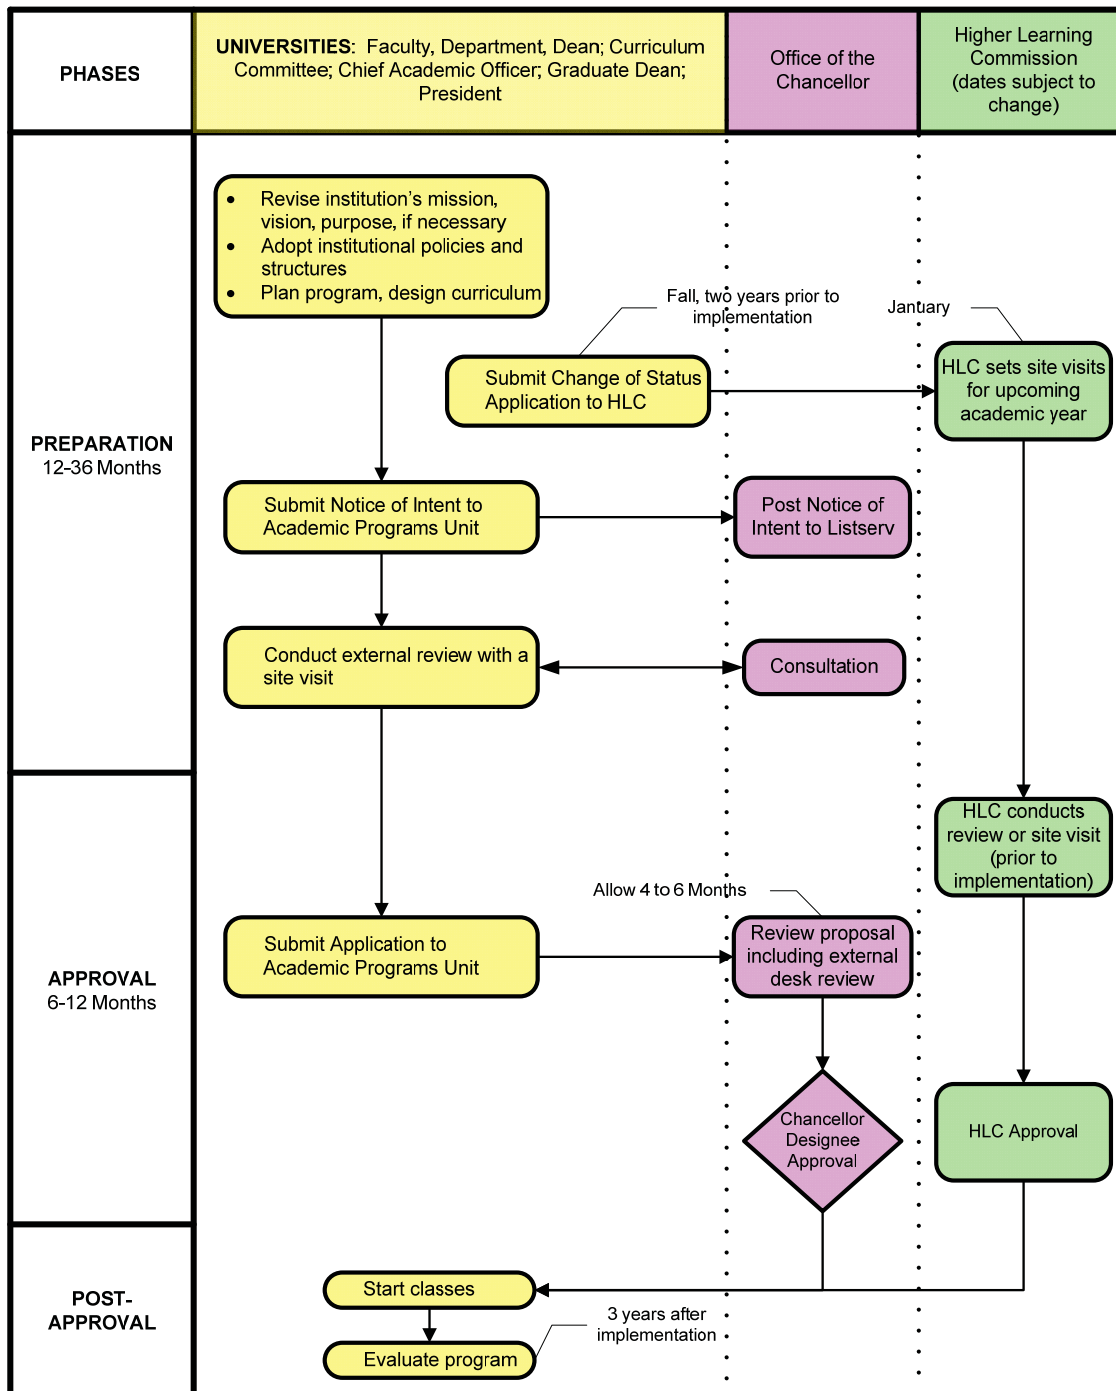 PHASES
UNIVERSITIES: Faculty, Department, Dean; Curriculum
Committee; Chief Academic Officer; Graduate Dean;
President
Office of the
Chancellor
Higher Learning
Commission
(dates subject to
change)
PREPARATION
12-36 Months
• Revise institution's mission,
vision, purpose, if necessary
• Adopt institutional policies and
structures
• Plan program, design curriculum
Fall, two years prior to
implementation
January
Submit Change of Status
Application to HLC
HLC sets site visits
for upcoming
academic year
Submit Notice of Intent to
Academic Programs Unit
Post Notice of
Intent to Listserv
Conduct external review with a
site visit
Consultation
APPROVAL
6-12 Months
HLC conducts
review or site visit
(prior to
implementation)
Allow 4 to 6 Months
Submit Application to
Academic Programs Unit
Review proposal
including external
desk review
Chancellor
Designee
Approval
HLC Approval
POST-
APPROVAL
Start classes
3 years after
implementation
Evaluate program